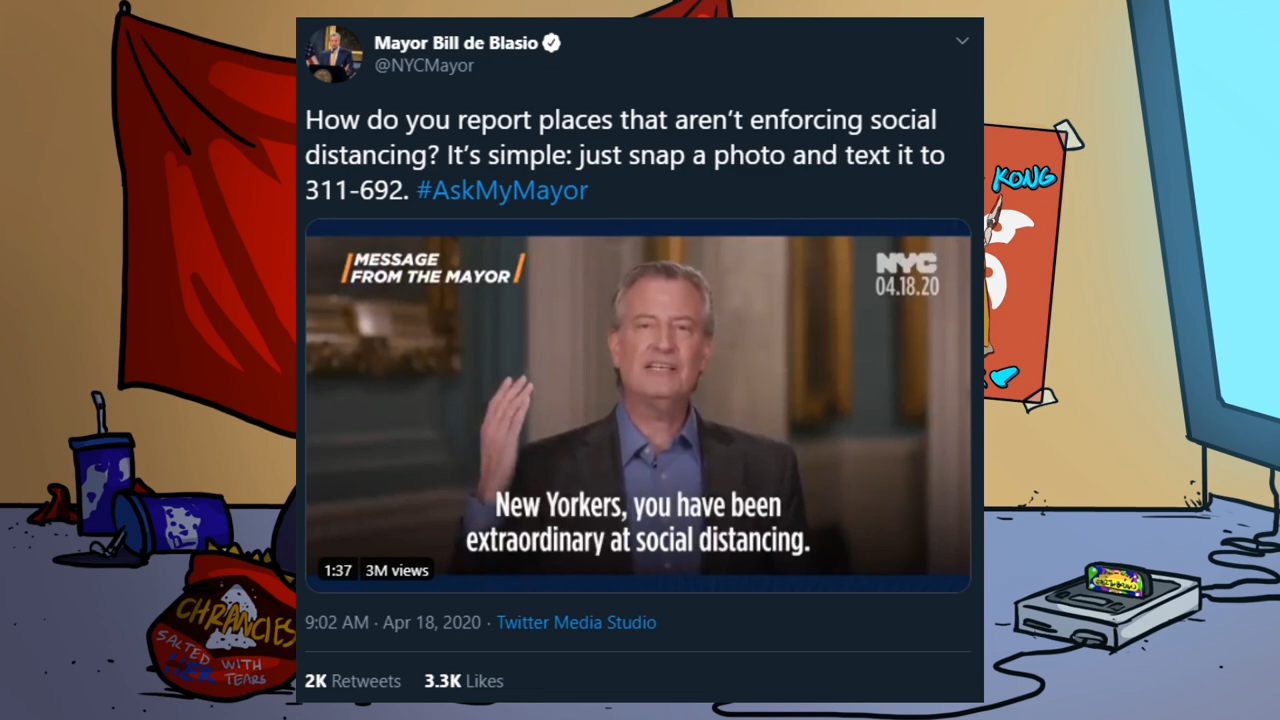 Mayor Bill de Blasio
@NYCMayor
How do you report places that aren’t enforcing social
distancing? It’s simple: just snap a photo and text it to
311-692. #AskMyMayor
MESSAGE
FROM THE MAYOR
NYC
04.18.20
New Yorkers, you have been
extraordinary at social distancing.
1:37 3M views
9:02 AM · Apr 18, 2020 · Twitter Media Studio
2K Retweets 3.3K Likes
KONG
CHRANCIES
SALTED WITH
HER TEARS